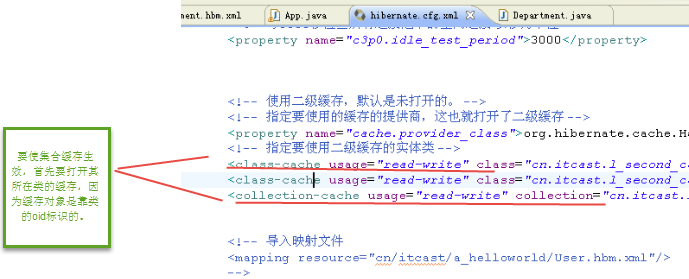 ment.hbm.xml App.java hibernate.cfg.xml Department.java
<property name="c3p0.idle_test_period">3000</property>
<!-- 使用二级缓存，默认是未打开的。 -->
<!-- 指定要使用的缓存的提供商，这也就打开了二级缓存 -->
<property name="cache.provider_class">org.hibernate.cache.Ha
<!-- 指定要使用二级缓存的实体类 -->
<class-cache usage="read-write" class="cn.itcast.l_second_ca
<class-cache usage="read-write" class="cn.itcast.l_second_ca
<collection-cache usage="read-write" collection="cn.itcast.
要使集合缓存生
效，首先要打开其
所在类的缓存，因
为缓存对象是靠类
的oid标识的。
<!-- 导入映射文件
<mapping resource="cn/itcast/a_helloworld/User.hbm.xml"/>
-->